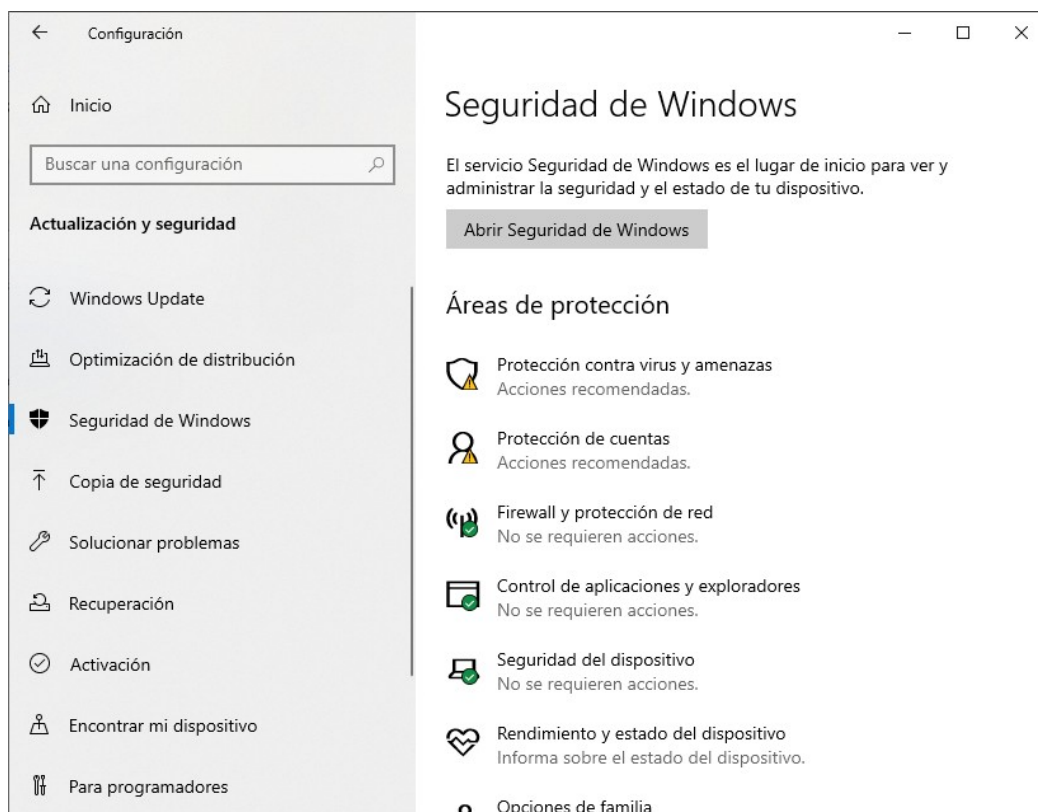 Configuración
Inicio
Buscar una configuración
Actualización y seguridad
Windows Update
Optimización de distribución
Seguridad de Windows
Copia de seguridad
Solucionar problemas
Recuperación
Activación
Encontrar mi dispositivo
Para programadores
Seguridad de Windows
El servicio Seguridad de Windows es el lugar de inicio para ver y
administrar la seguridad y el estado de tu dispositivo.
Abrir Seguridad de Windows
Áreas de protección
Protección contra virus y amenazas
Acciones recomendadas.
Protección de cuentas
Acciones recomendadas.
Firewall y protección de red
No se requieren acciones.
Control de aplicaciones y exploradores
No se requieren acciones.
Seguridad del dispositivo
No se requieren acciones.
Rendimiento y estado del dispositivo
Informa sobre el estado del dispositivo.
Opciones de familia